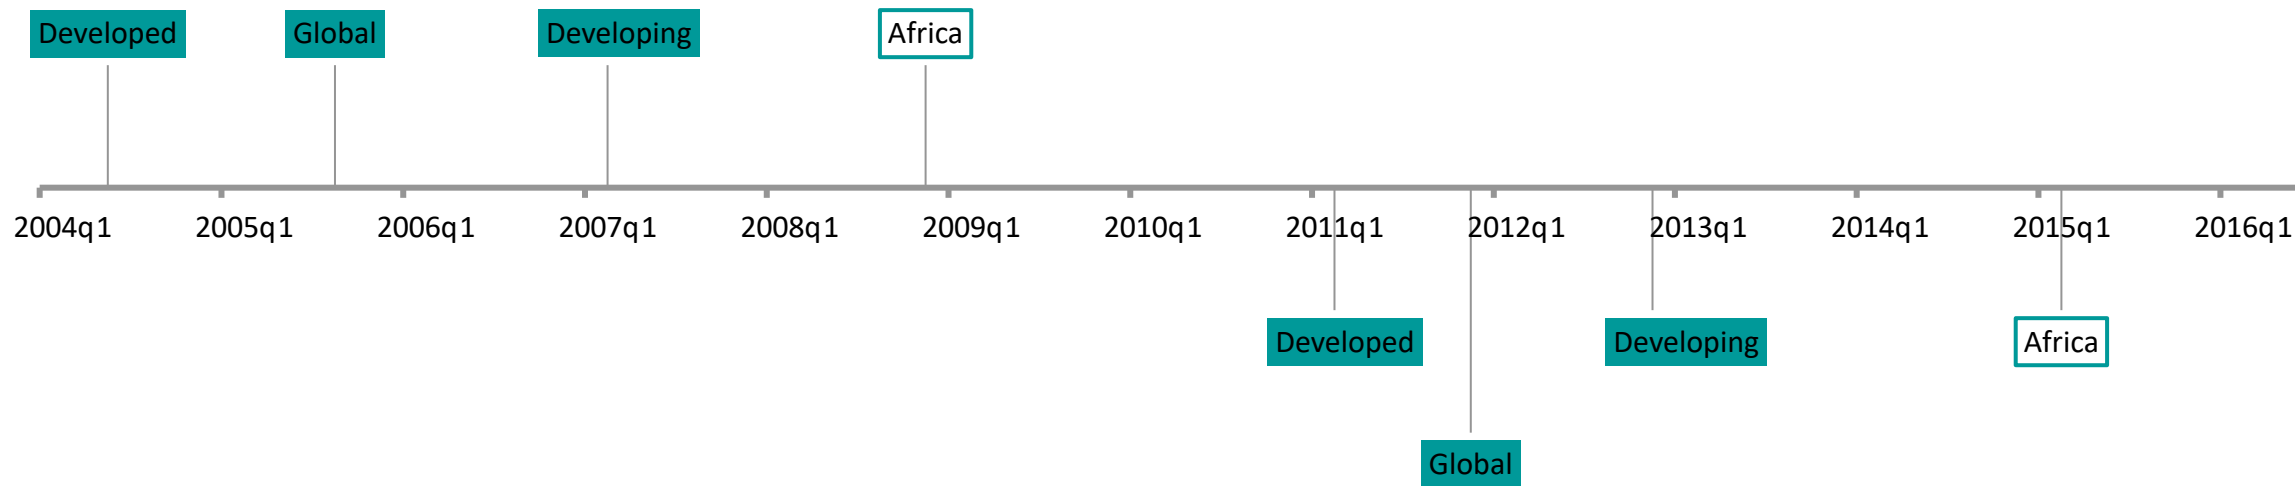 Developed Global Developing Africa
2004q1 2005q1 2006q1 2007q1 2008q1 2009q1 2010q1 2011q1 2012q1 2013q1 2014q1 2015q1 2016q1
Developed Developing Africa
Global